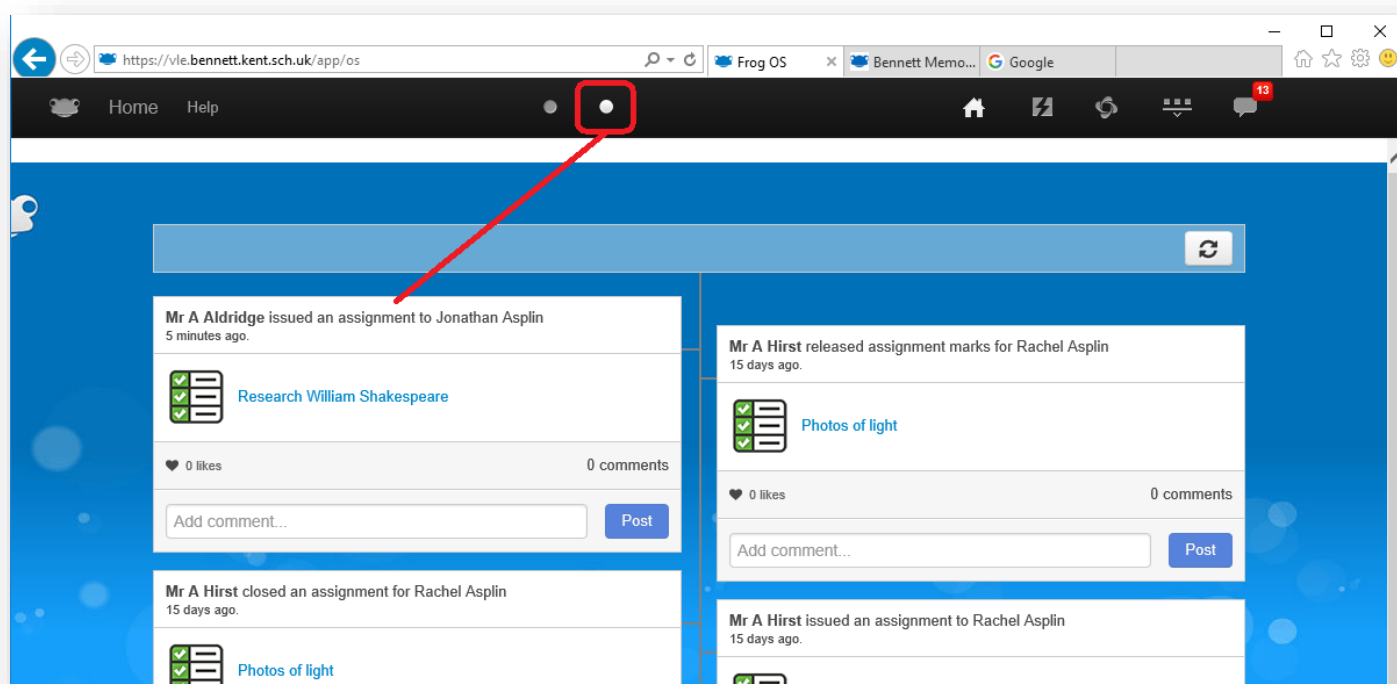 https://vle.bennett.kent.sch.uk/app/os
Frog OS
Bennett Memo...
Google
Home
Help
13
Mr A Aldridge issued an assignment to Jonathan Asplin
5 minutes ago.
Research William Shakespeare
0 likes
0 comments
Add comment...
Post
Mr A Hirst released assignment marks for Rachel Asplin
15 days ago.
Photos of light
0 likes
0 comments
Add comment...
Post
Mr A Hirst closed an assignment for Rachel Asplin
15 days ago.
Photos of light
Mr A Hirst issued an assignment to Rachel Asplin
15 days ago.